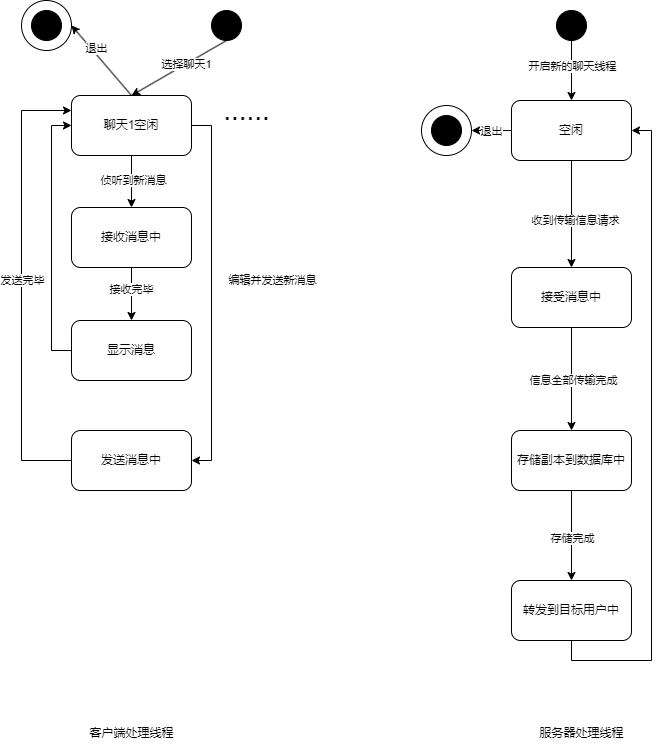 退出
选择聊天1
聊天1空闲
......
侦听到新消息
接收消息中
发送完毕
编辑并发送新消息
接收完毕
显示消息
发送消息中
客户端处理线程
开启新的聊天线程
退出
空闲
收到传输信息请求
接受消息中
信息全部传输完成
存储副本到数据库中
存储完成
转发到目标用户中
服务器处理线程